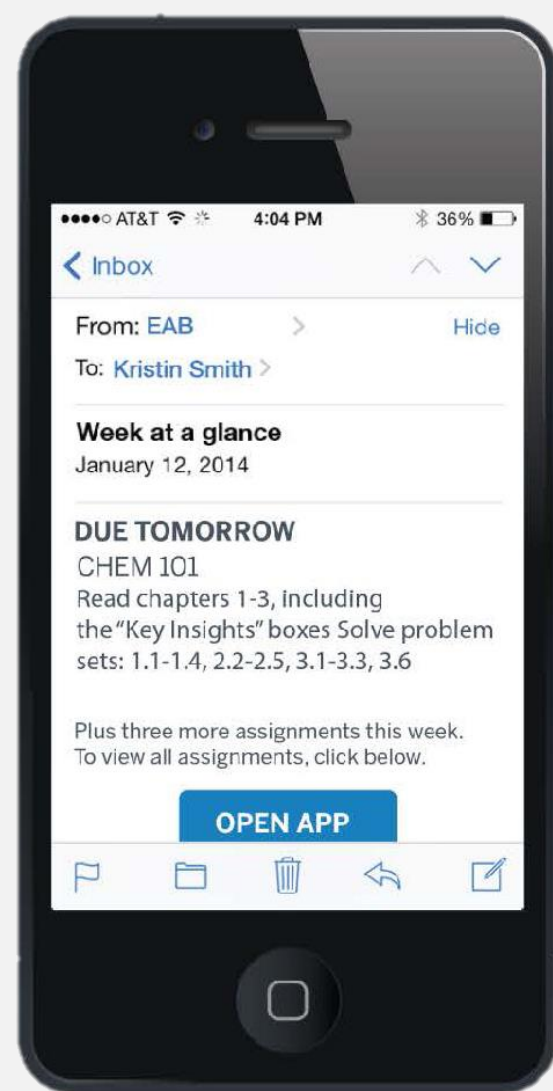 AT&T 4:04 PM 36%
Inbox
From: EAB Hide
To: Kristin Smith
Week at a glance
January 12, 2014
DUE TOMORROW
CHEM 101
Read chapters 1-3, including
the “Key Insights” boxes Solve problem
sets: 1.1-1.4, 2.2-2.5, 3.1-3.3, 3.6
Plus three more assignments this week.
To view all assignments, click below.
OPEN APP